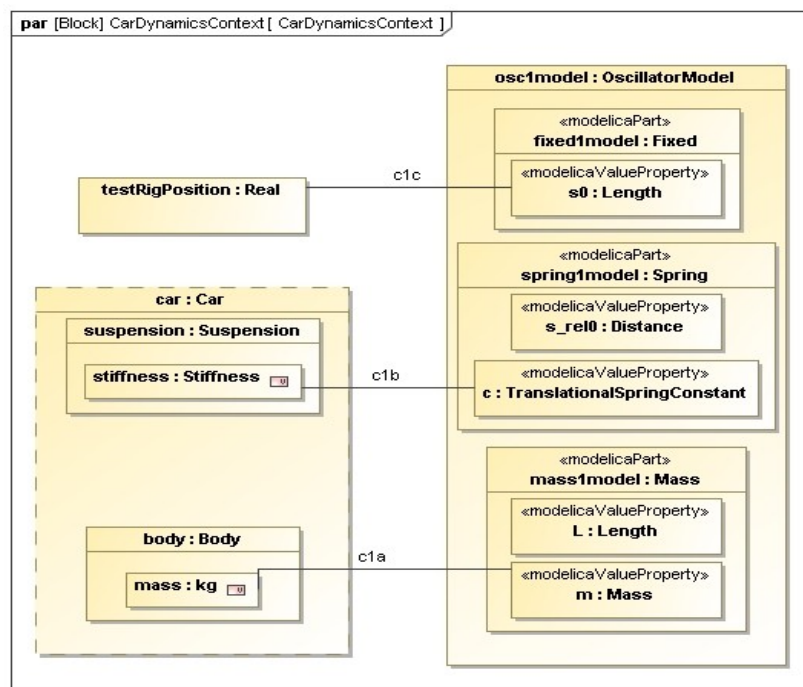 par [Block] CarDynamicsContext [ CarDynamicsContext ]
osc1model : OscillatorModel
«modelicaPart»
fixed1model : Fixed
«modelicaValueProperty»
s0 : Length
c1c
testRigPosition : Real
«modelicaPart»
spring1model : Spring
«modelicaValueProperty»
s_rel0 : Distance
«modelicaValueProperty»
c : TranslationalSpringConstant
c1b
car : Car
suspension : Suspension
stiffness : Stiffness
«modelicaPart»
mass1model : Mass
«modelicaValueProperty»
L : Length
«modelicaValueProperty»
m : Mass
c1a
body : Body
mass : kg